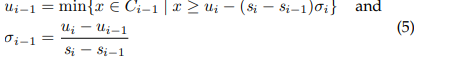 u_{i−1} = min{x ∈ C_{i−1} | x ≥ u_i − (s_i − s_{i−1})σ_i} and
σ_{i−1} = (u_i − u_{i−1}) / (s_i − s_{i−1}) (5)